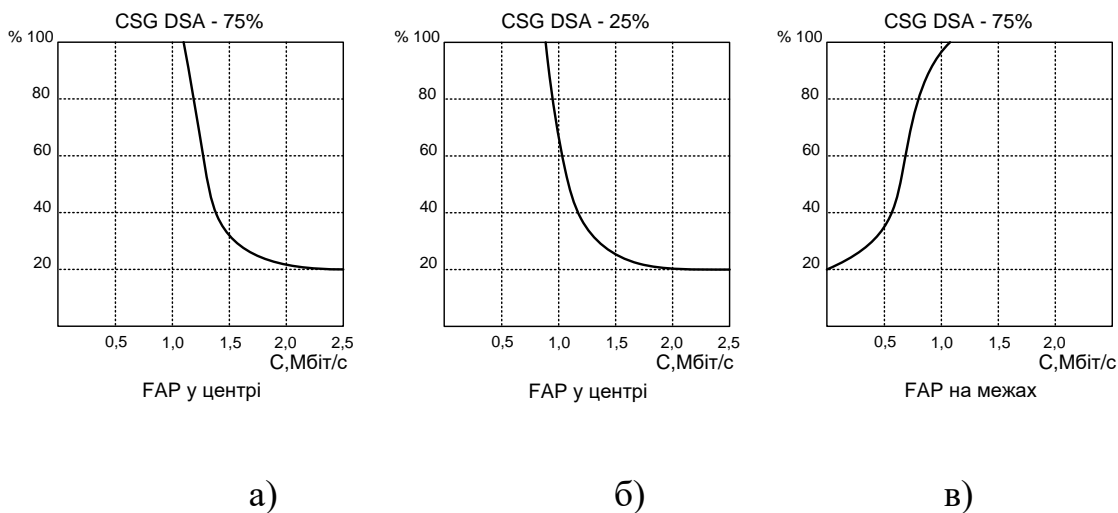 CSG DSA - 75%
% 100
80
60
40
20
0,5 1,0 1,5 2,0 2,5
С,Мбіт/с
FAP у центрі
а)
CSG DSA - 25%
% 100
80
60
40
20
0,5 1,0 1,5 2,0 2,5
С,Мбіт/с
FAP у центрі
б)
CSG DSA - 75%
% 100
80
60
40
20
0,5 1,0 2,0
С,Мбіт/с
FAP на межах
в)